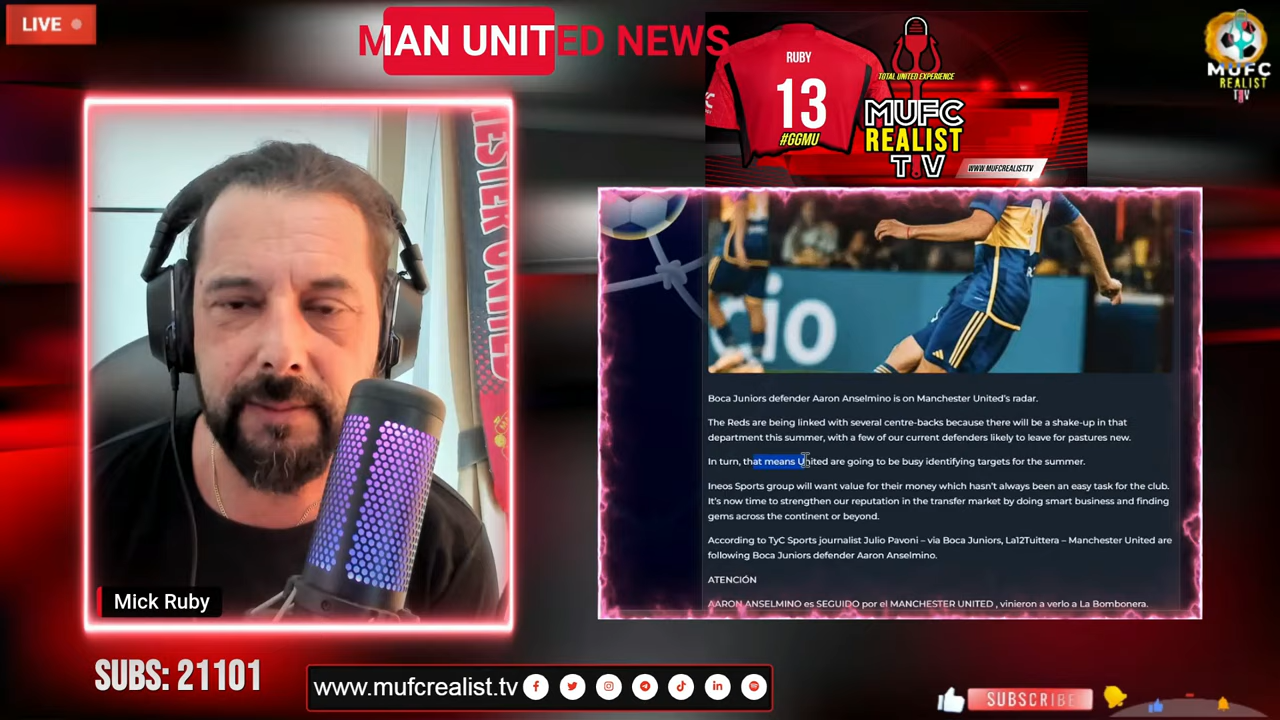 LIVE
MAN UNITED NEWS
RUBY
13
#GGMU
TOTAL UNITED EXPERIENCE
MUFC
REALIST
TV
WWW.MUFCREALIST.TV
MUFC
REALIST
Boca Juniors defender Aaron Anselmino is on Manchester United's radar.
The Reds are being linked with several centre-backs because there will be a shake-up in that
department this summer, with a few of our current defenders likely to leave for pastures new.
In turn, that means United are going to be busy identifying targets for the summer.
Ineos Sports group will want value for their money which hasn't always been an easy task for the club.
It's now time to strengthen our reputation in the transfer market by doing smart business and finding
gems across the continent or beyond.
According to TyC Sports journalist Julio Pavoni – via Boca Juniors, La12Tuittera – Manchester United are
following Boca Juniors defender Aaron Anselmino.
ATENCIÓN
AARON ANSELMINO es SEGUIDO por el MANCHESTER UNITED , vinieron a verlo a La Bombonera.
Mick Ruby
SUBS: 21101
www.mufcrealist.tv
SUBSCRIBE